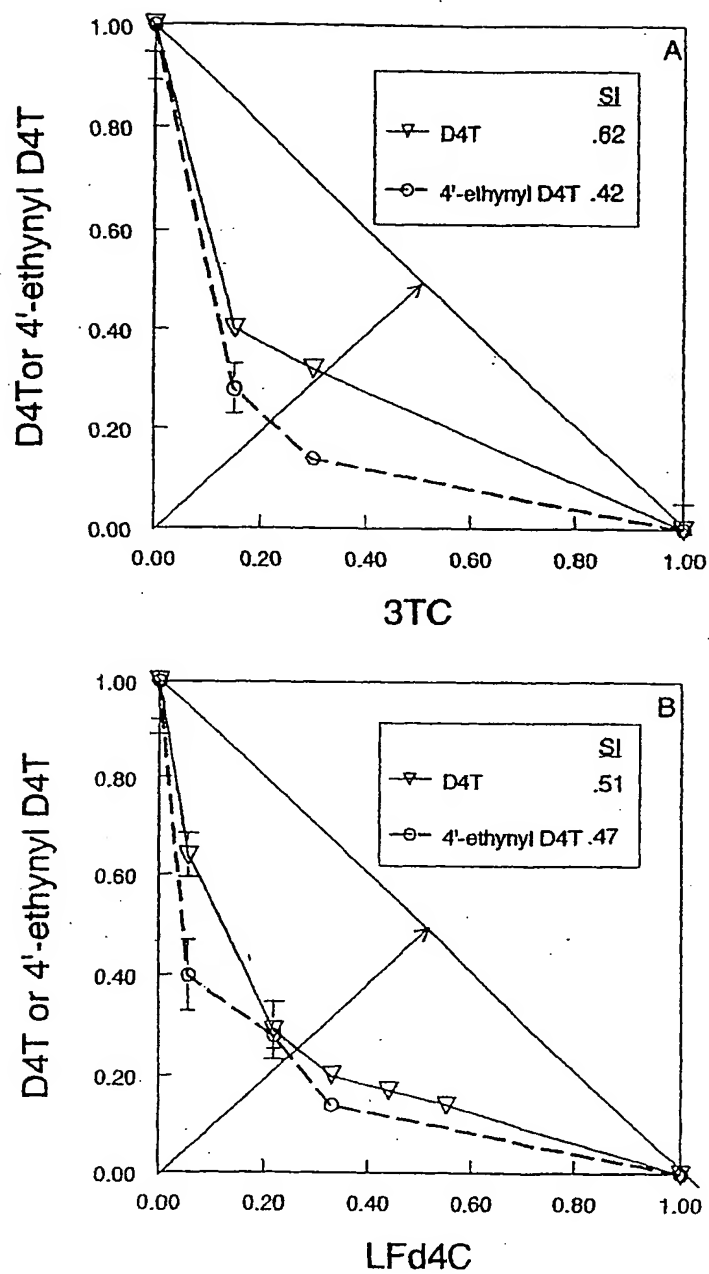 A
1.00
0.80
0.60
0.40
0.20
0.00
D4Tor 4'-ethynyl D4T
SI
D4T .62
4'-ethynyl D4T .42
0.00 0.20 0.40 0.60 0.80 1.00
3TC
B
1.00
0.80
0.60
0.40
0.20
0.00
D4T or 4'-ethynyl D4T
SI
D4T .51
4'-ethynyl D4T .47
0.00 0.20 0.40 0.60 0.80 1.00
LFd4C